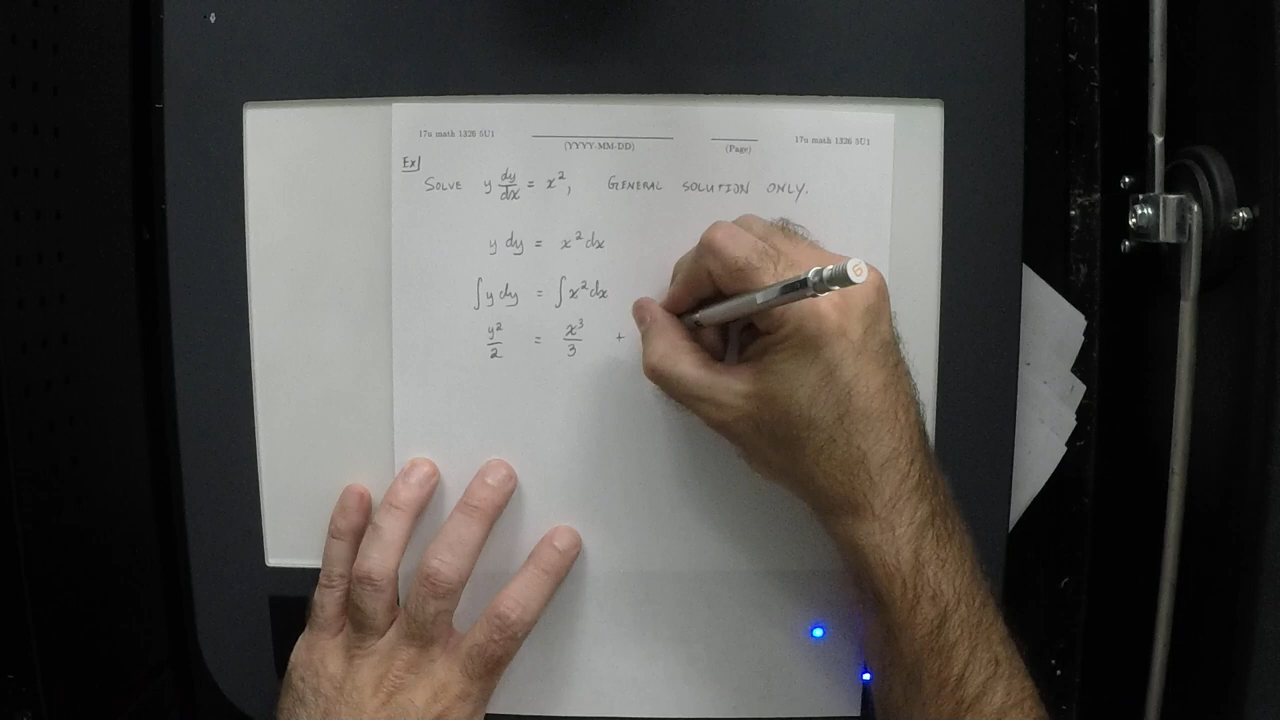 17u math 1326 5U1 (YYYY-MM-DD) (Page) 17u math 1326 5U1
Ex)
SOLVE y dy/dx = x², GENERAL SOLUTION ONLY.
y dy = x² dx
∫ y dy = ∫ x² dx
y²/2 = x³/3 +
6